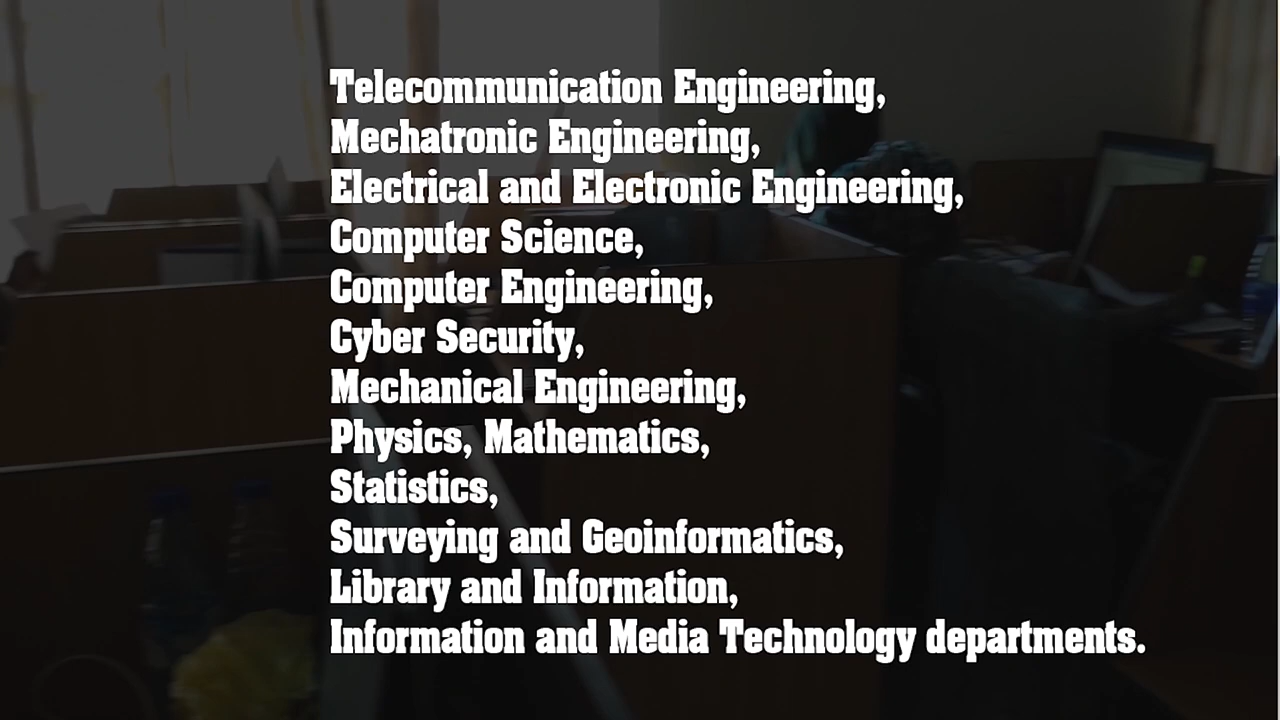 Telecommunication Engineering,
Mechatronic Engineering,
Electrical and Electronic Engineering,
Computer Science,
Computer Engineering,
Cyber Security,
Mechanical Engineering,
Physics, Mathematics,
Statistics,
Surveying and Geoinformatics,
Library and Information,
Information and Media Technology departments.